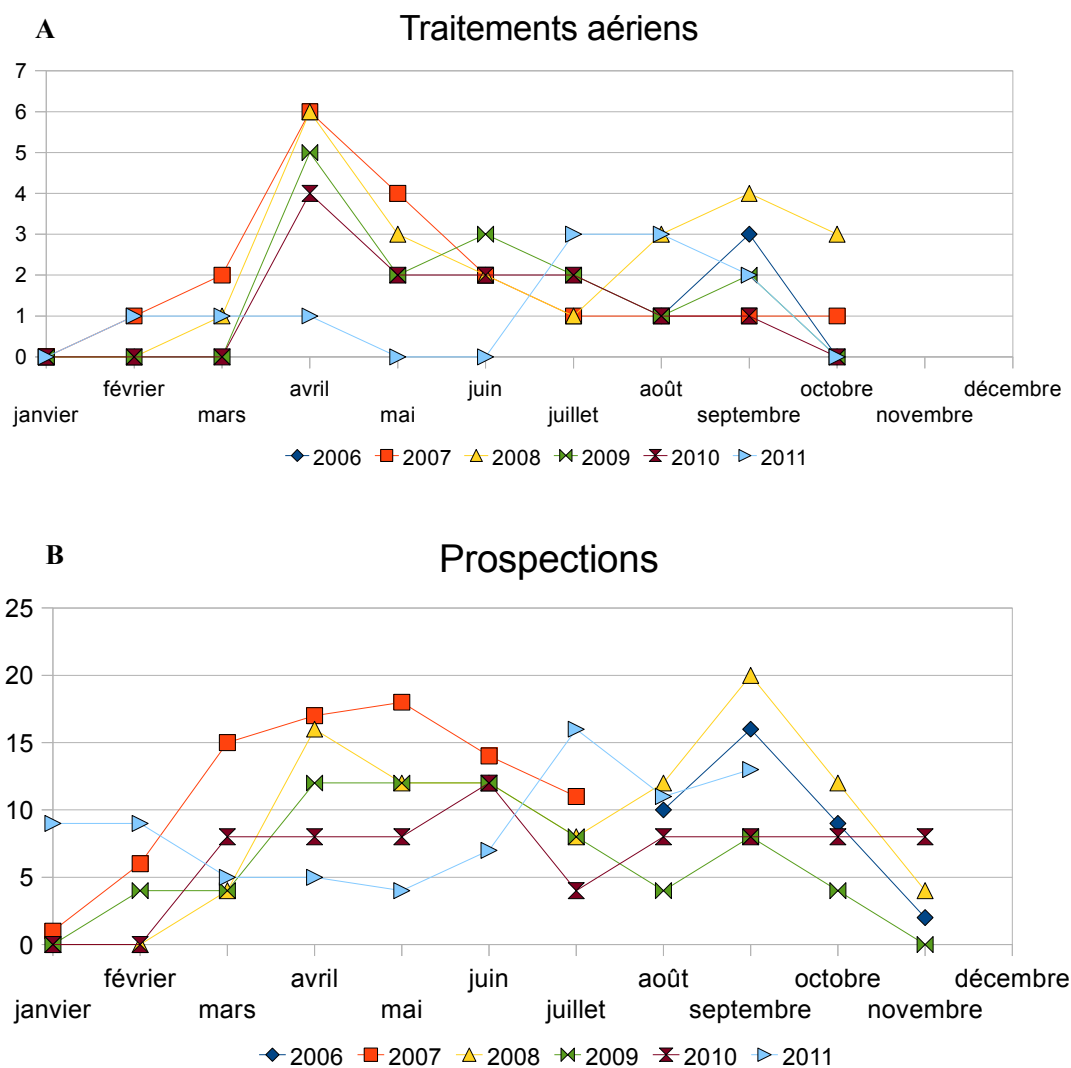 A
Traitements aériens
7
6
5
4
3
2
1
0
février avril juin août octobre décembre
janvier mars mai juillet septembre novembre
2006 2007 2008 2009 2010 2011
B
Prospections
25
20
15
10
5
0
février avril juin août octobre décembre
janvier mars mai juillet septembre novembre
2006 2007 2008 2009 2010 2011